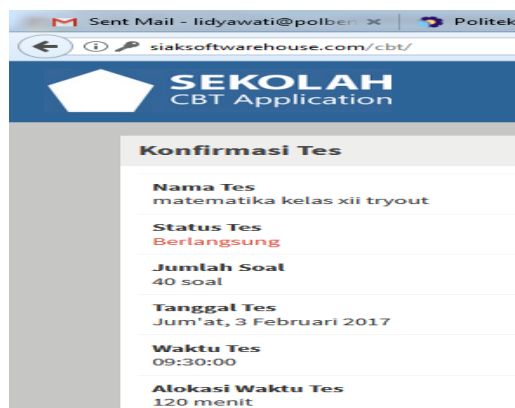 Sent Mail - lidyawati@polben
Politek
siaksoftwarehouse.com/cbt/
SEKOLAH
CBT Application
Konfirmasi Tes
Nama Tes
matematika kelas xii tryout
Status Tes
Berlangsung
Jumlah Soal
40 soal
Tanggal Tes
Jum'at, 3 Februari 2017
Waktu Tes
09:30:00
Alokasi Waktu Tes
120 menit